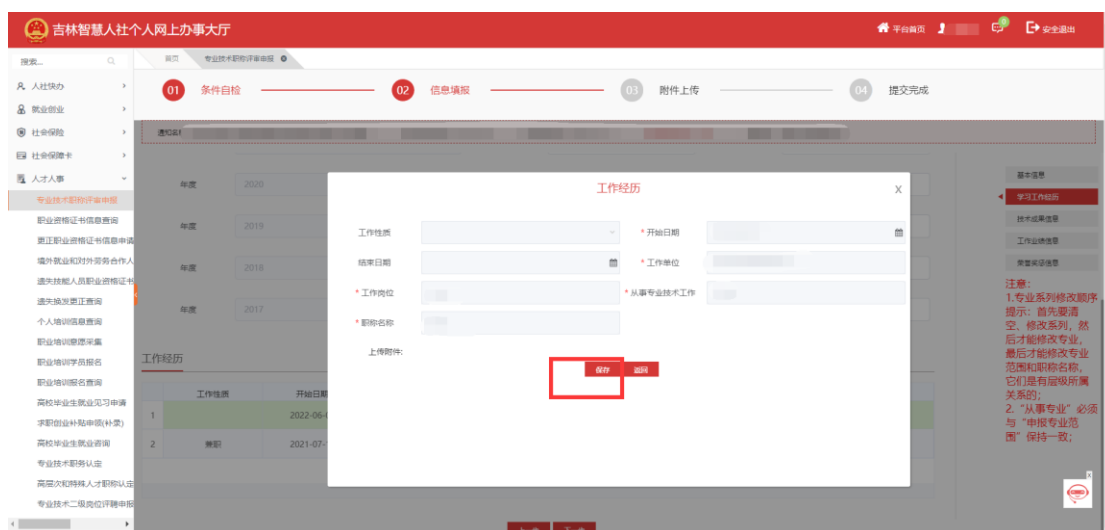 吉林智慧人社个人网上办事大厅
平台首页
安全退出
搜索...
首页 专业技术职称评审申报
人社快办
就业创业
社会保险
社会保障卡
人才人事
专业技术职称评审申报
职业资格证书信息查询
更正职业资格证书信息申请
境外就业和对外劳务合作人
遗失技能人员职业资格证书
遗失换发更正查询
个人培训信息查询
职业培训意愿采集
职业培训学员报名
职业培训报名查询
高校毕业生就业见习申请
求职创业补贴申领(补录)
高校毕业生就业咨询
专业技术职务认定
高层次和特殊人才职称认定
专业技术二级岗位评聘申报
01 条件自检 02 信息填报 03 附件上传 04 提交完成
通知名称
年度 2020
年度 2019
年度 2018
年度 2017
工作经历
工作性质 开始日期
1 2022-06-
2 兼职 2021-07-
工作经历 X
工作性质 * 开始日期
结束日期 * 工作单位
* 工作岗位 * 从事专业技术工作
* 职称名称
上传附件:
保存 返回
基本信息
学习工作经历
技术成果信息
工作业绩信息
荣誉奖惩信息
注意:
1.专业系列修改顺序
提示：首先要清
空、修改系列，然
后才能修改专业，
最后才能修改专业
范围和职称名称，
它们是有层级所属
关系的;
2.“从事专业”必须
与“申报专业范
围”保持一致;
X